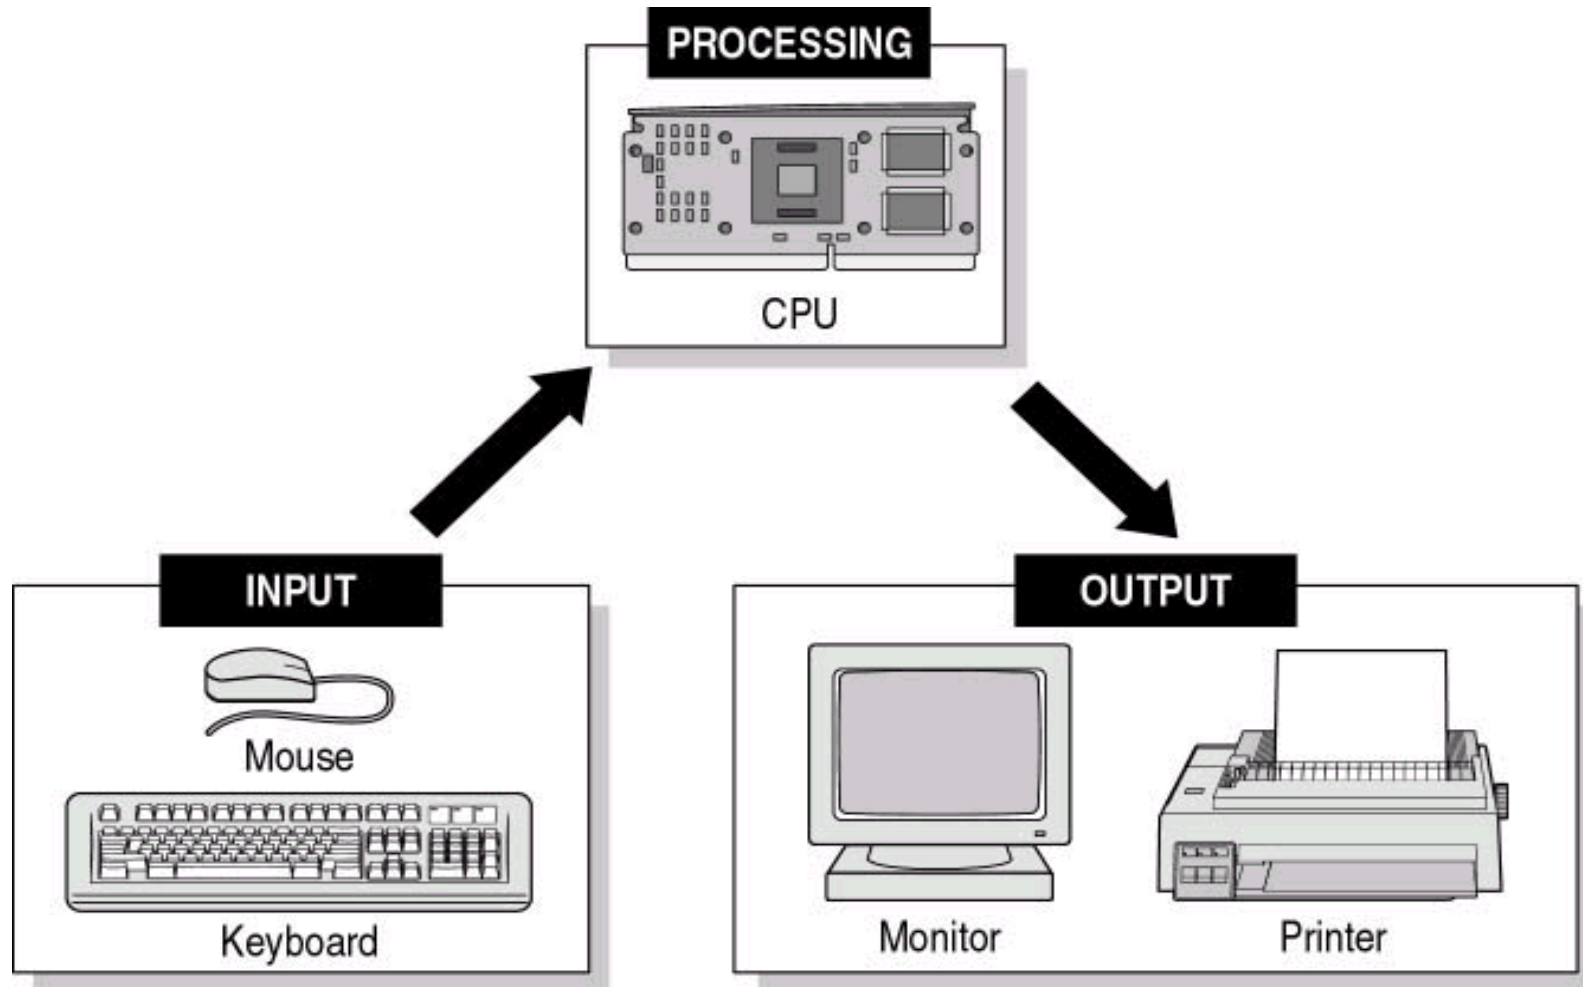 PROCESSING
CPU
INPUT
Mouse
Keyboard
OUTPUT
Monitor
Printer